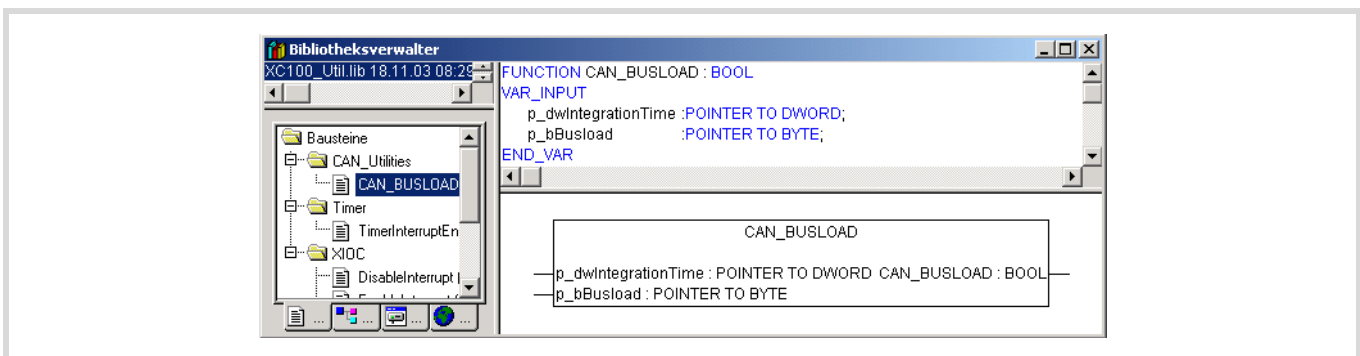 Bibliotheksverwalter
XC100_Util.lib 18.11.03 08:29
Bausteine
CAN_Utilities
CAN_BUSLOAD
Timer
TimerInterruptEn
XIOC
DisableInterrupt
... ... ... ...
FUNCTION CAN_BUSLOAD : BOOL
VAR_INPUT
p_dwIntegrationTime :POINTER TO DWORD;
p_bBusload :POINTER TO BYTE;
END_VAR
CAN_BUSLOAD
p_dwIntegrationTime : POINTER TO DWORD CAN_BUSLOAD : BOOL
p_bBusload : POINTER TO BYTE